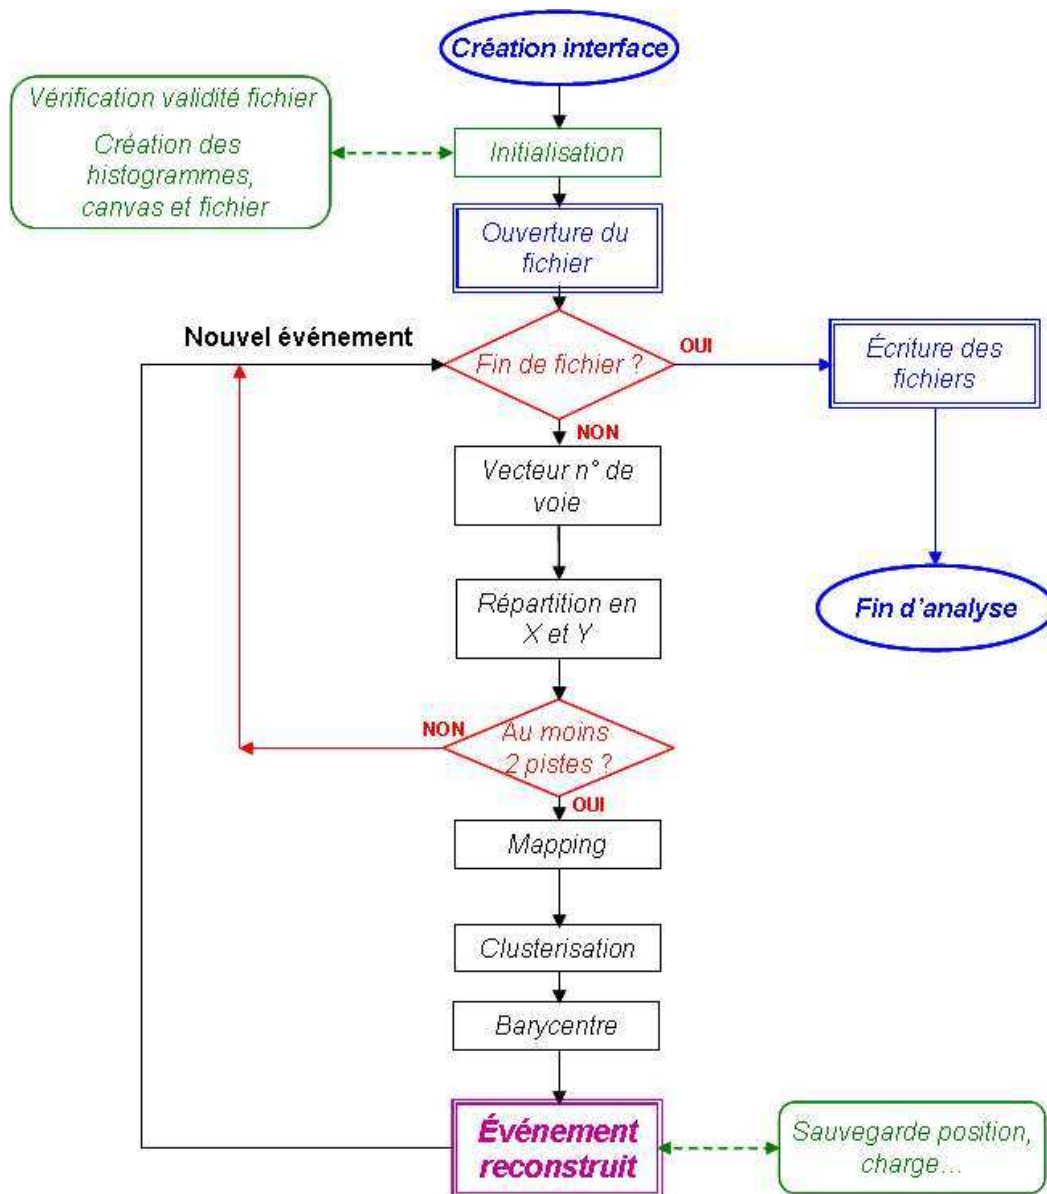 Création interface
Vérification validité fichier
Création des
histogrammes,
canvas et fichier
Initialisation
Ouverture du
fichier
Nouvel événement
Fin de fichier ?
OUI
Écriture des
fichiers
NON
Vecteur n° de
voie
Répartition en
X et Y
Fin d'analyse
NON
Au moins
2 pistes ?
OUI
Mapping
Clusterisation
Barycentre
Événement
reconstruit
Sauvegarde position,
charge...